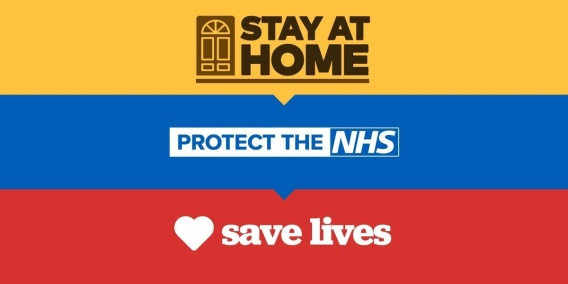 STAY AT
HOME
PROTECT THE NHS
save lives